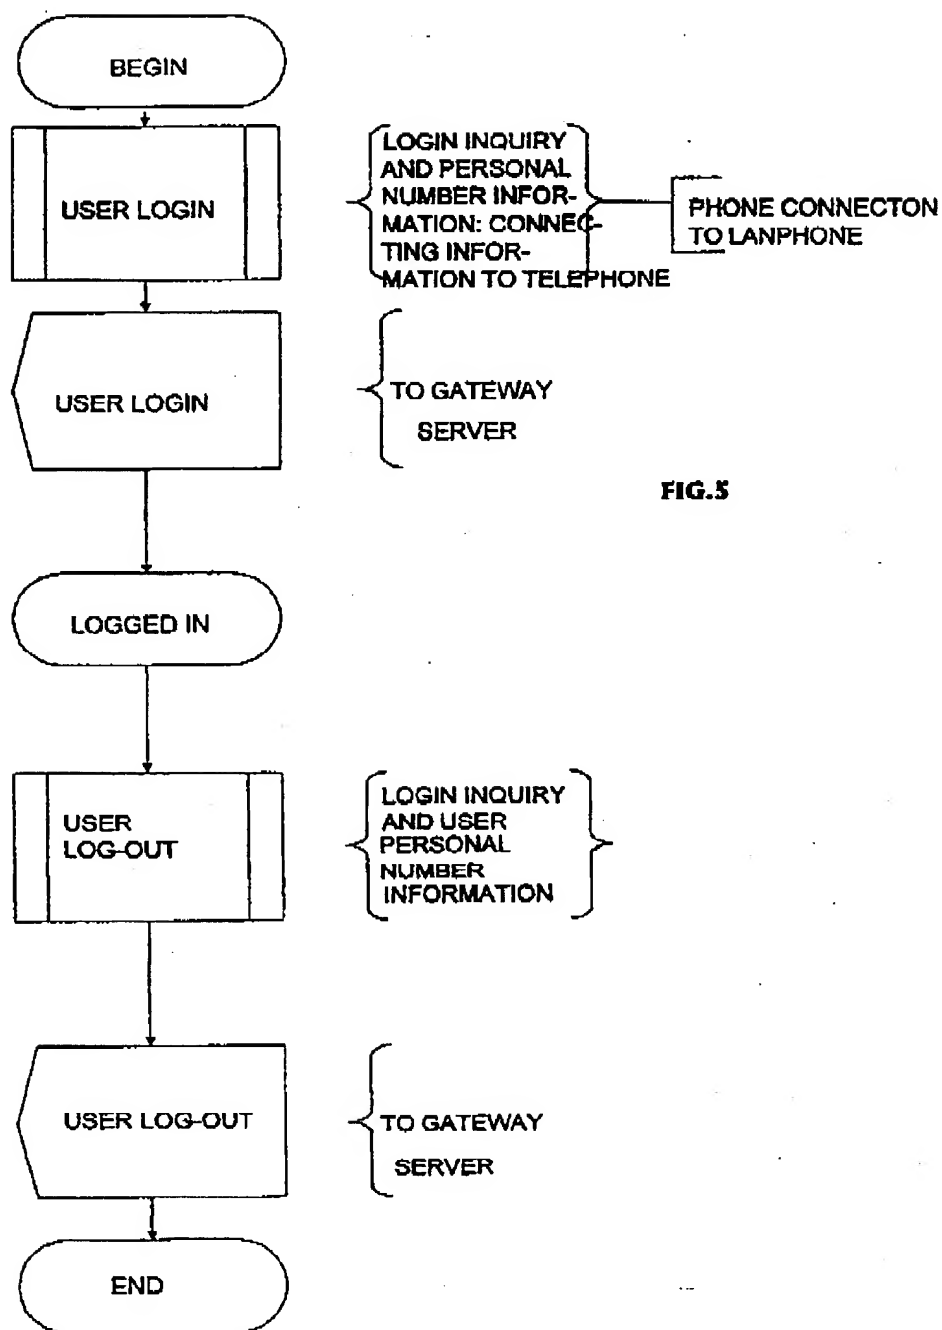 BEGIN
USER LOGIN
LOGIN INQUIRY
AND PERSONAL
NUMBER INFOR-
MATION: CONNEC-
TING INFOR-
MATION TO TELEPHONE
PHONE CONNECTON
TO LANPHONE
USER LOGIN
TO GATEWAY
SERVER
FIG.5
LOGGED IN
USER
LOG-OUT
LOGIN INQUIRY
AND USER
PERSONAL
NUMBER
INFORMATION
USER LOG-OUT
TO GATEWAY
SERVER
END